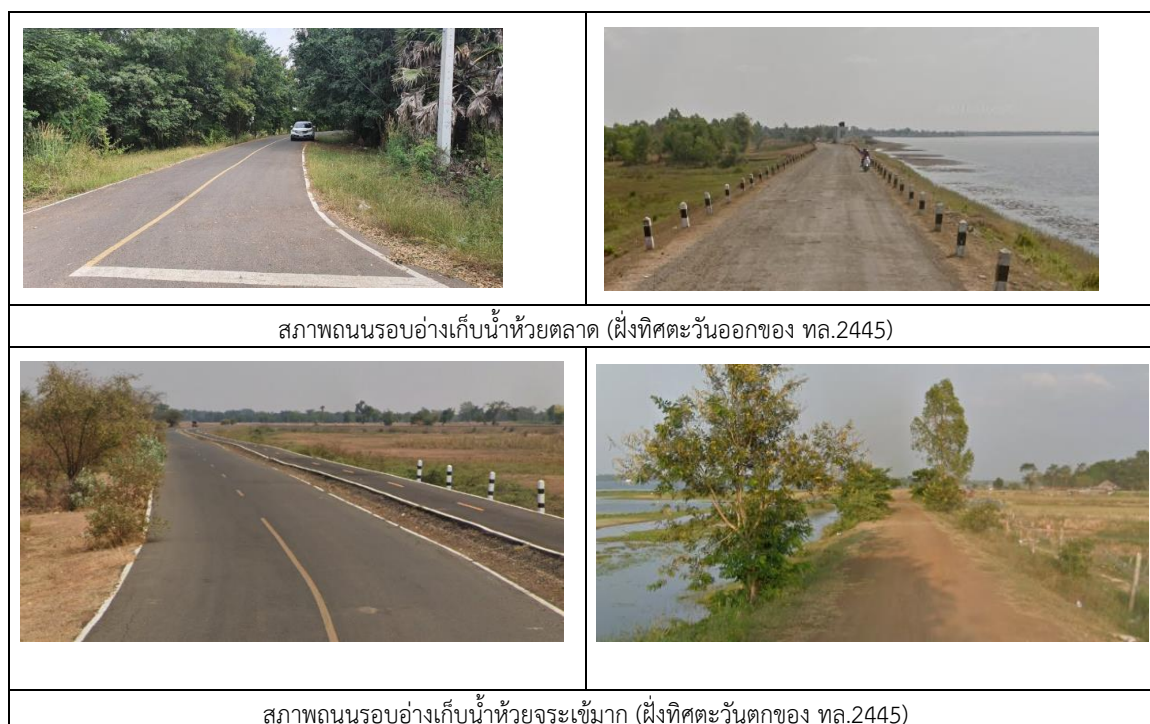 สภาพถนนรอบอ่างเก็บน้ำห้วยตลาด (ฝั่งทิศตะวันออกของ ทล.2445)
สภาพถนนรอบอ่างเก็บน้ำห้วยจระเข้มาก (ฝั่งทิศตะวันตกของ ทล.2445)